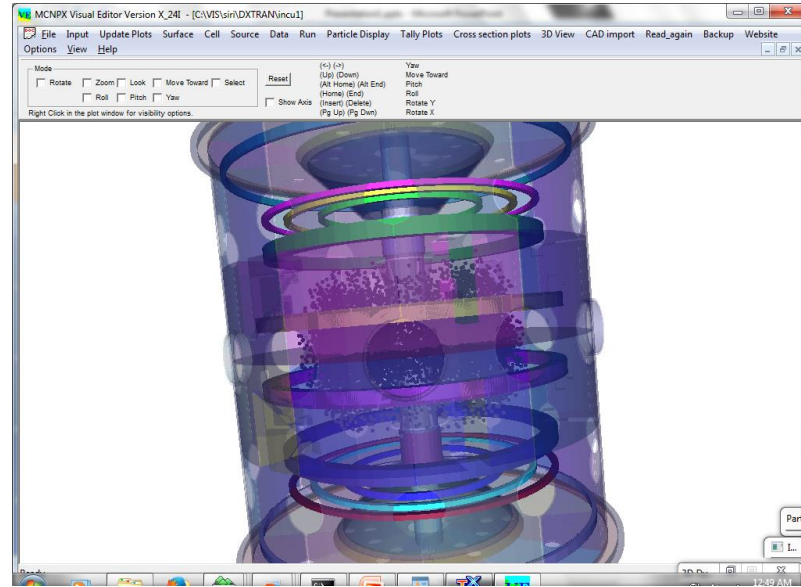 MCNPX Visual Editor Version X_24I - [C:\VIS\siri\DXTRAN\incu1]
File Input Update Plots Surface Cell Source Data Run Particle Display Tally Plots Cross section plots 3D View CAD import Read_again Backup Website
Options View Help
Mode
Rotate Zoom Look Move Toward Select
Roll Pitch Yaw
Reset
Show Axis
(<-) (->) Yaw
(Up) (Down) Move Toward
(Alt Home) (Alt End) Pitch
(Home) (End) Roll
(Insert) (Delete) Rotate Y
(Pg Up) (Pg Dwn) Rotate X
Right Click in the plot window for visibility options.
Part
I...
12:49 AM